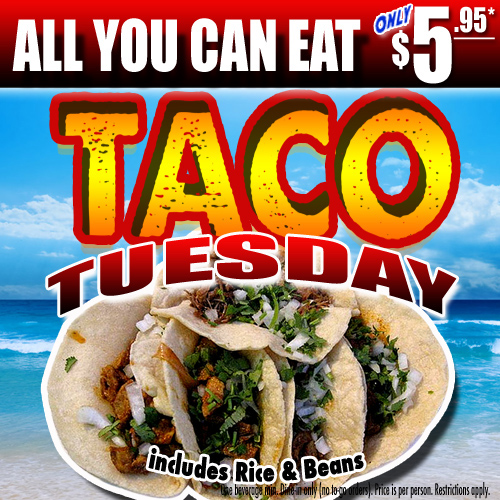 ALL YOU CAN EAT
ONLY
$5.95*
TACO
TUESDAY
includes Rice & Beans
Price is per person. Restrictions apply.